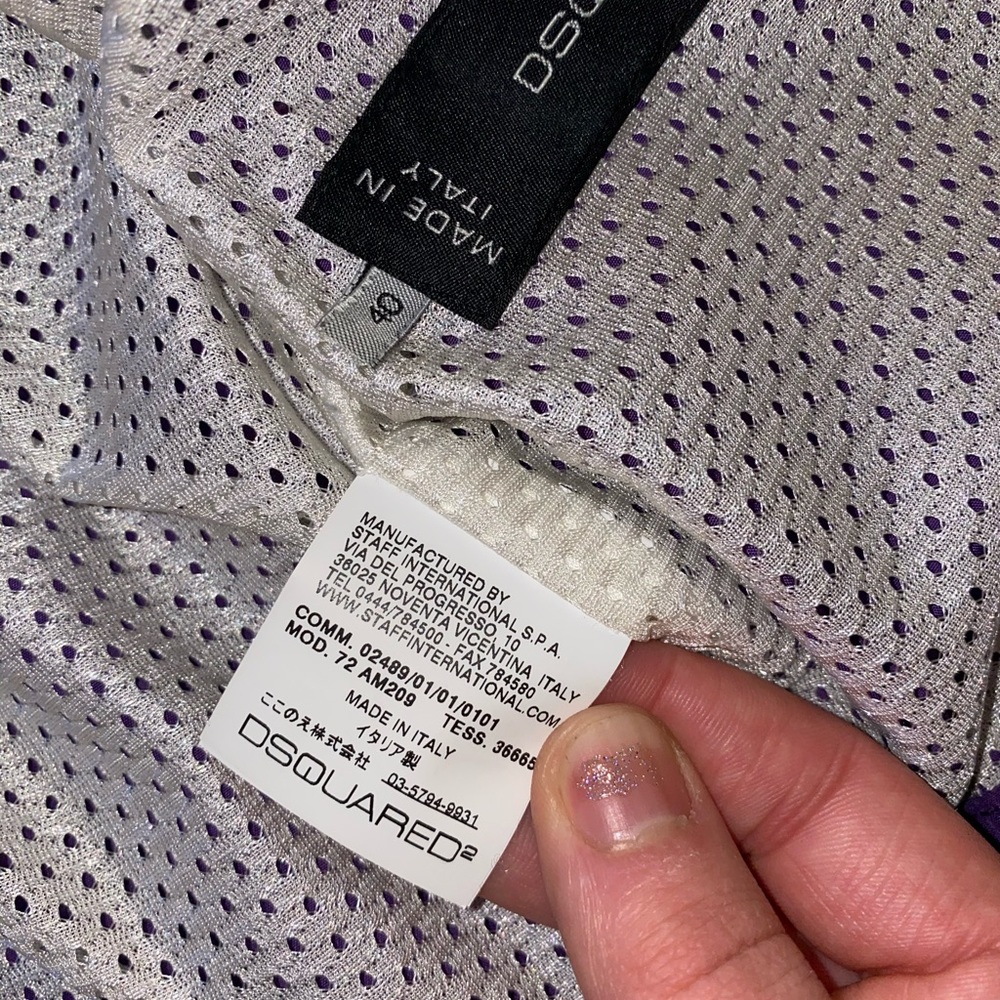 DSQ
MADE IN
ITALY
40
MANUFACTURED BY
STAFF INTERNATIONAL S.P.A.
VIA DEL PROGRESSO, 10
36025 NOVENTA VICENTINA ITALY
TEL 0444/784500 - FAX 784580
WWW.STAFFINTERNATIONAL.COM
COMM. 02489/01/01/0101
MOD. 72 AM209 TESS. 36665
MADE IN ITALY
イタリア製
ここのえ株式会社 03-5794-9931
DSQUARED2